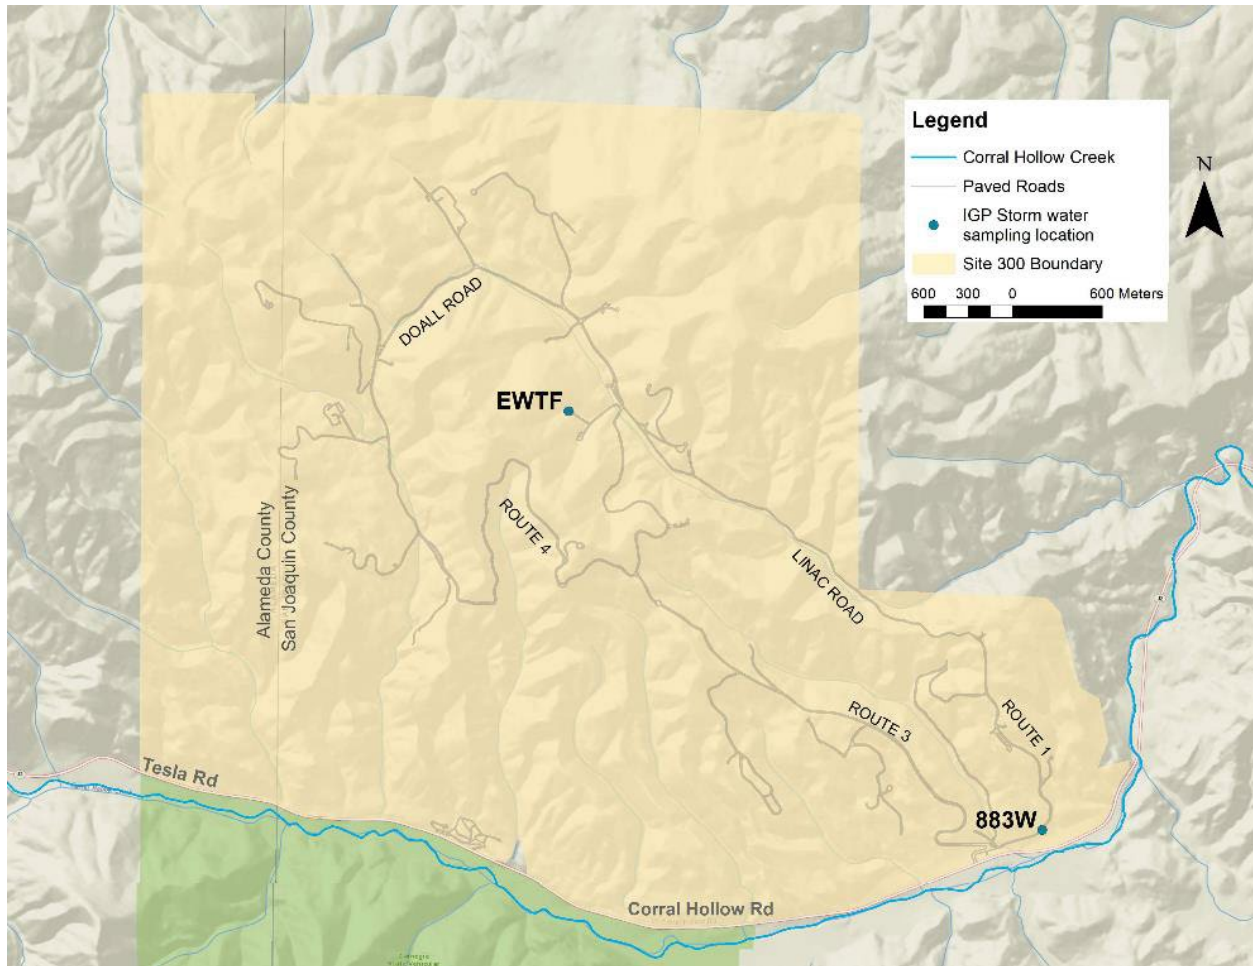 Legend
Corral Hollow Creek
Paved Roads
IGP Storm water
sampling location
Site 300 Boundary
600 300 0 600 Meters
N
DOALL ROAD
EWTF
ROUTE 4
LINAC ROAD
Alameda County
San Joaquin County
ROUTE 3
ROUTE 1
Tesla Rd
883W
Corral Hollow Rd